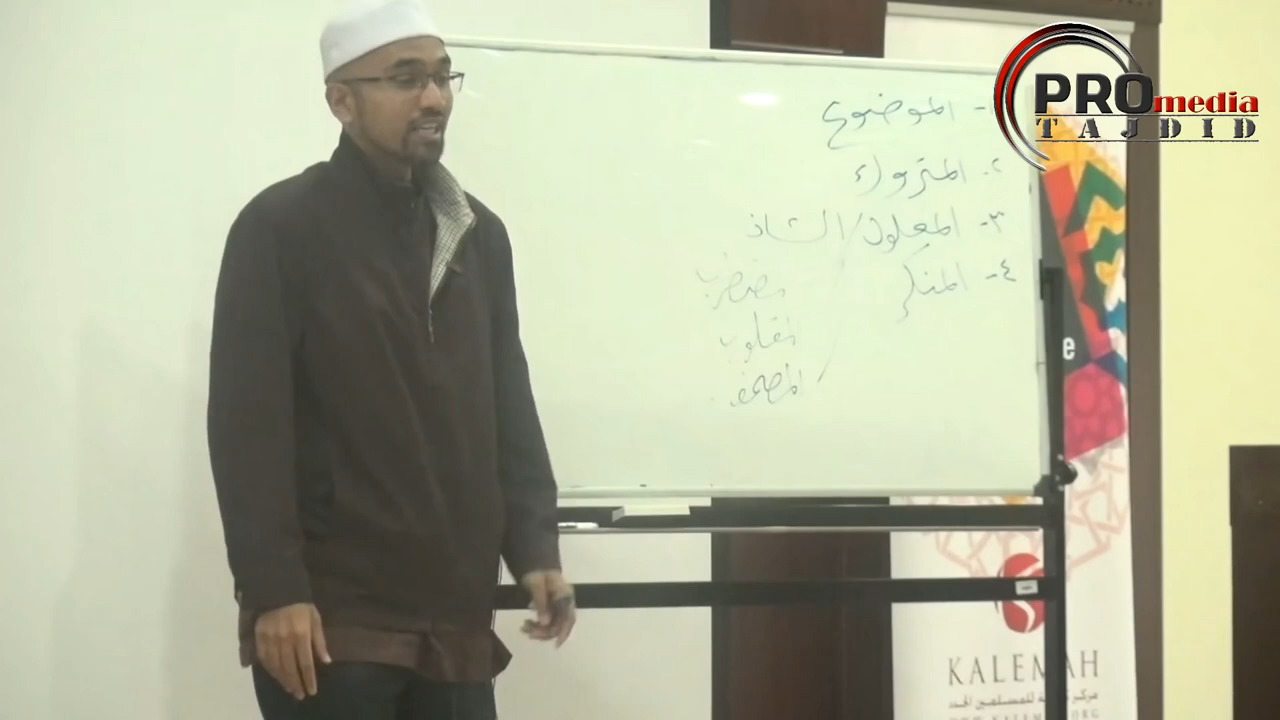 PROmedia
TAJDID
١- الموضوع
٢- المتروك
٣- المعلول / الشاذ
٤- المنكر
مضطرب
المقلوب
المصحف
e
KALEMAH